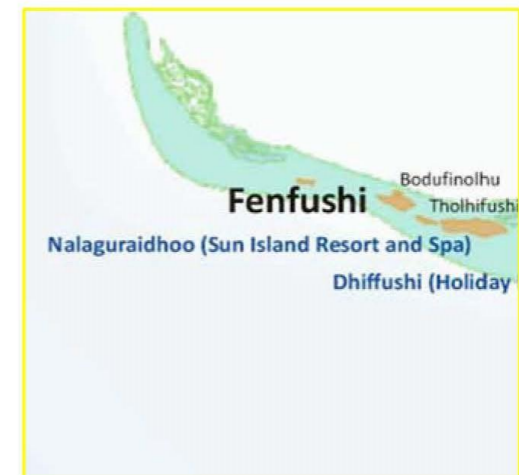 Bodufinolhu
Fenfushi
Tholhifushi
Nalaguraidhoo (Sun Island Resort and Spa)
Dhiffushi (Holiday